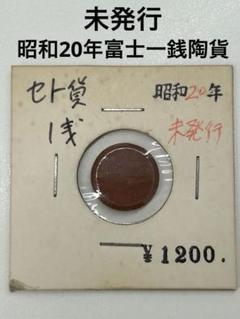 未発行
昭和20年富士一銭陶貨
セト貨 昭和20年
1銭 未発行
¥1200.